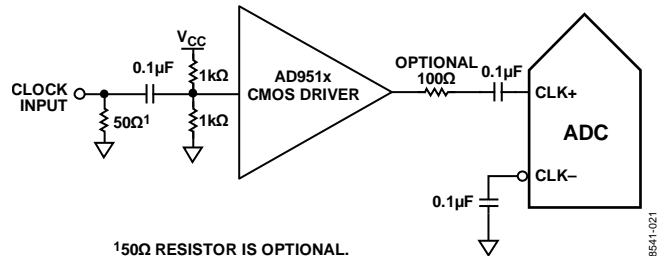 VCC
0.1µF
1kΩ
CLOCK
INPUT
50Ω1
1kΩ
AD951x
CMOS DRIVER
OPTIONAL
100Ω
0.1µF
CLK+
ADC
CLK–
0.1µF
150Ω RESISTOR IS OPTIONAL.
8541-021